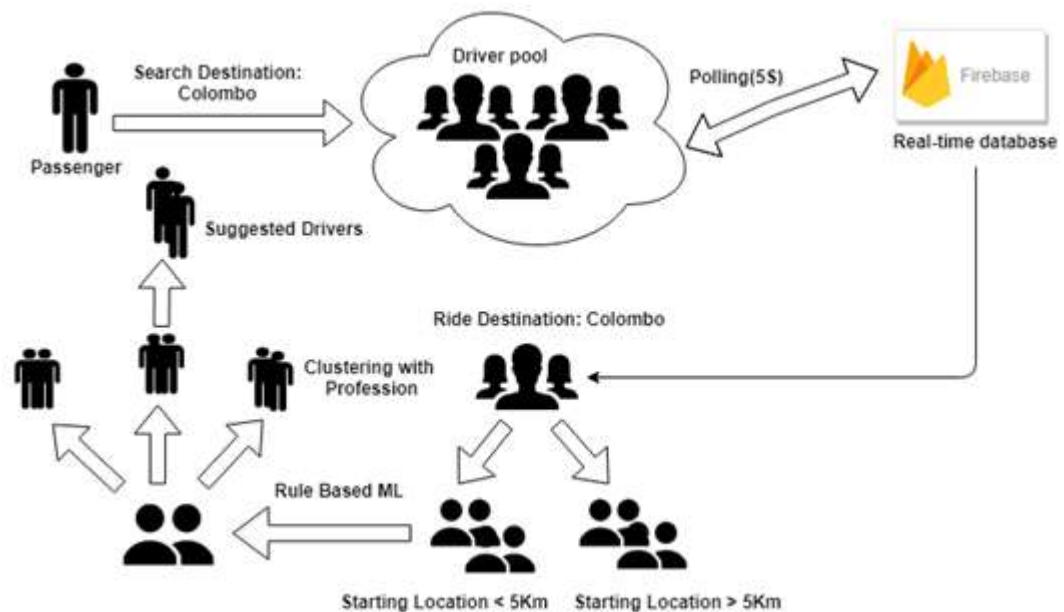 Driver pool
Search Destination:
Colombo
Polling(5$)
Firebase
Real-time database
Passenger
Suggested Drivers
Ride Destination: Colombo
Clustering with
Profession
Rule Based ML
Starting Location < 5Km
Starting Location > 5Km